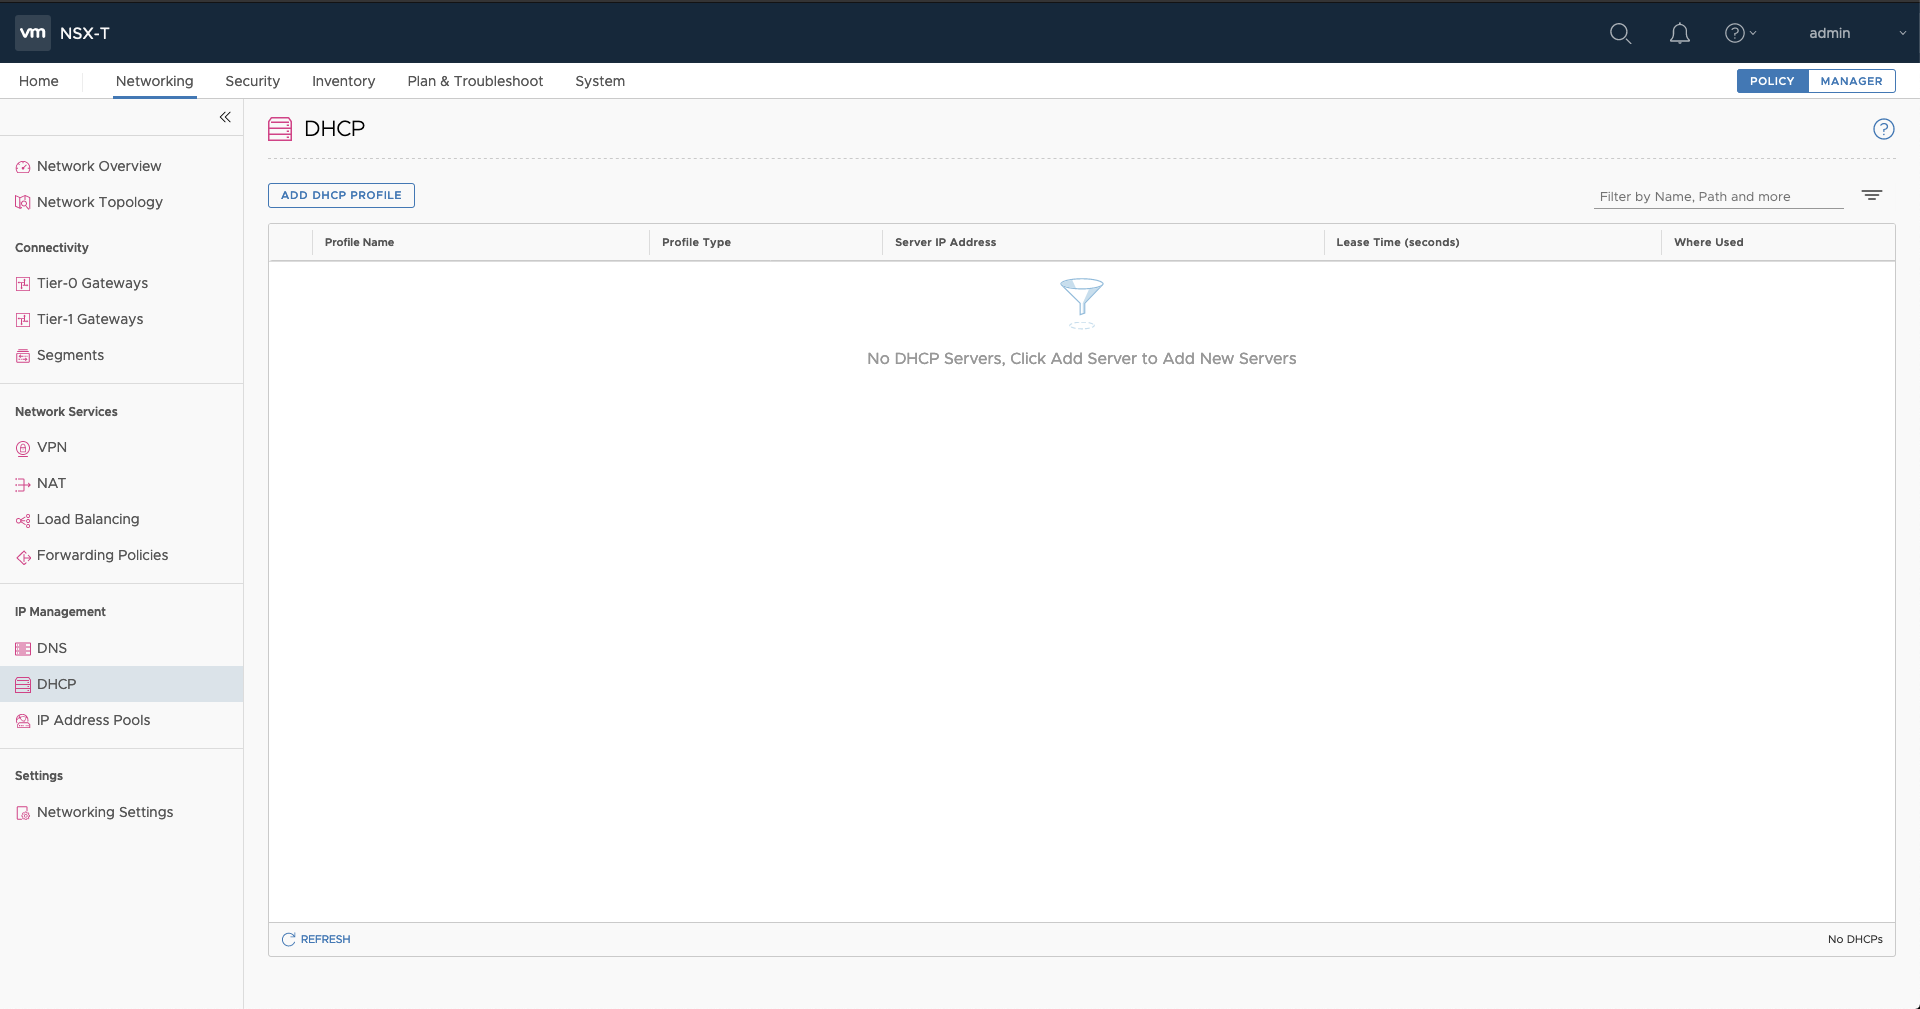 vm NSX-T admin
Home Networking Security Inventory Plan & Troubleshoot System POLICY MANAGER
DHCP
Network Overview
Network Topology
Connectivity
Tier-0 Gateways
Tier-1 Gateways
Segments
Network Services
VPN
NAT
Load Balancing
Forwarding Policies
IP Management
DNS
DHCP
IP Address Pools
Settings
Networking Settings
ADD DHCP PROFILE Filter by Name, Path and more
Profile Name Profile Type Server IP Address Lease Time (seconds) Where Used
No DHCP Servers, Click Add Server to Add New Servers
REFRESH No DHCPs